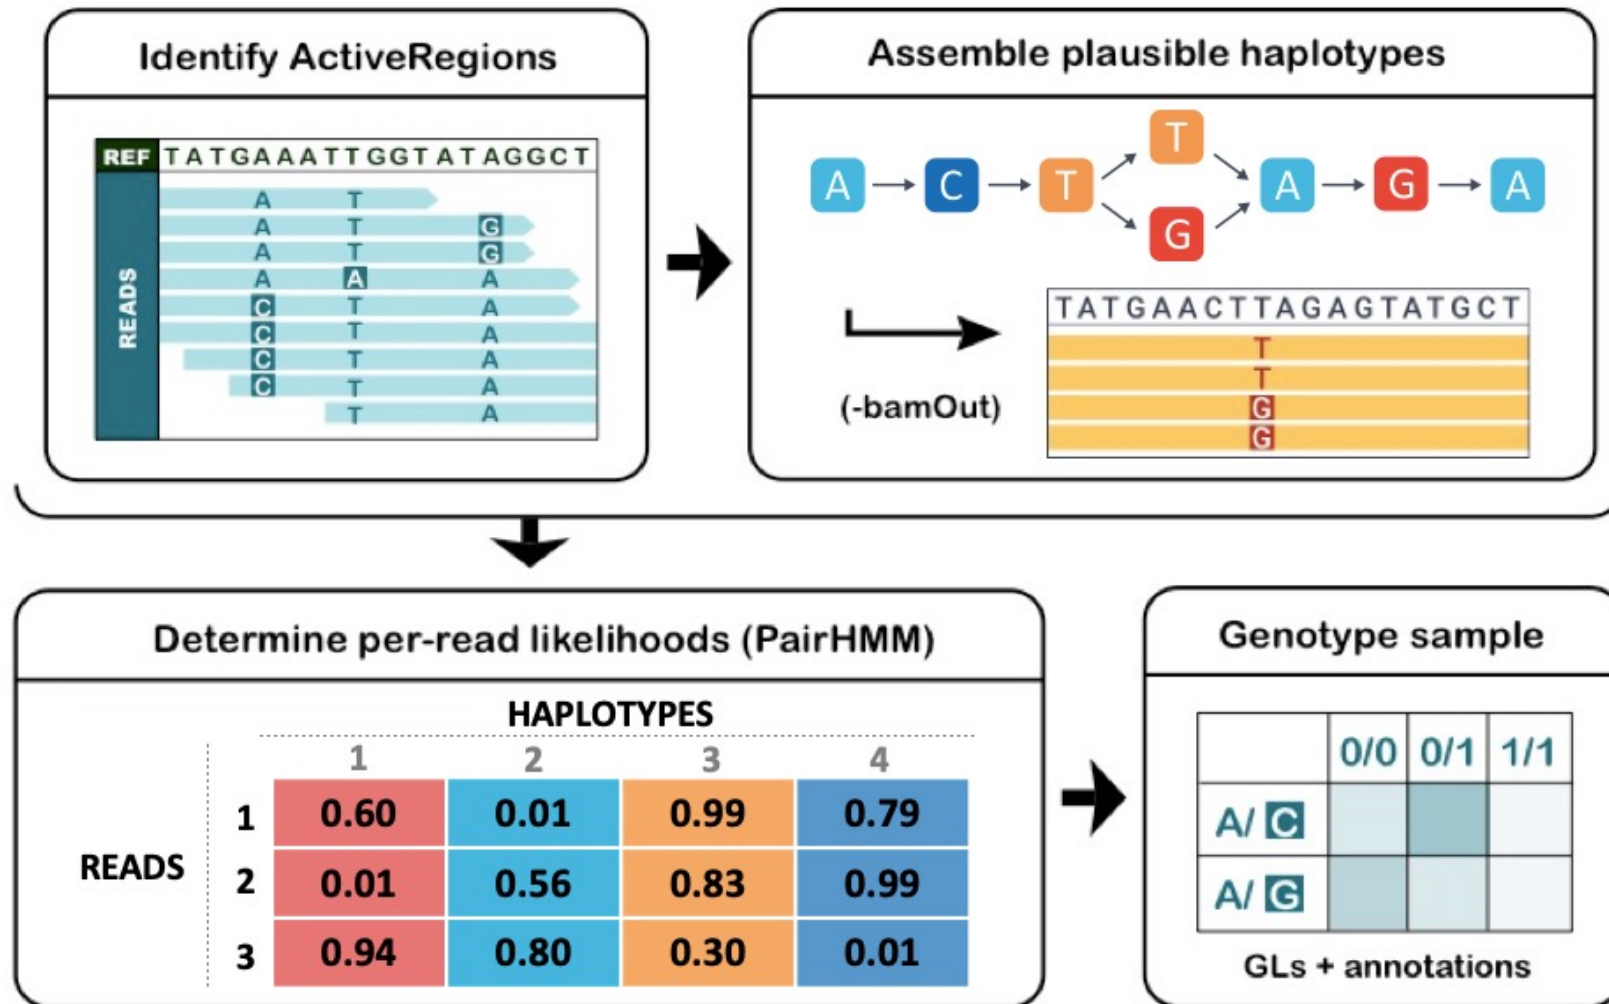 Identify ActiveRegions
REF TATGAAATTGGTATAGGCT
READS
A T
A T G
A T G
A A A
C T A
C T A
C T A
C T A
T A
Assemble plausible haplotypes
T
A C T A G A
G
TATGAACTTAGAGTATGCT
T
T
(-bamOut)
G
G
Determine per-read likelihoods (PairHMM)
HAPLOTYPES
1 2 3 4
1 0.60 0.01 0.99 0.79
READS
2 0.01 0.56 0.83 0.99
3 0.94 0.80 0.30 0.01
Genotype sample
0/0 0/1 1/1
A/ C
A/ G
GLs + annotations